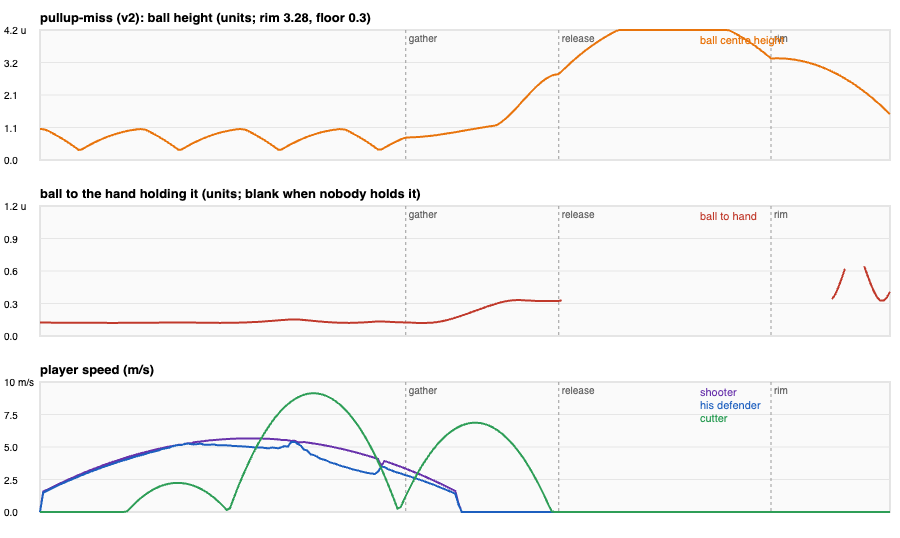 pullup-miss (v2): ball height (units; rim 3.28, floor 0.3)
4.2 u
gather
release
rim
ball centre height
3.2
2.1
1.1
0.0
ball to the hand holding it (units; blank when nobody holds it)
1.2 u
gather
release
ball to hand
rim
0.9
0.6
0.3
0.0
player speed (m/s)
10 m/s
gather
release
shooter
rim
his defender
7.5
cutter
5.0
2.5
0.0